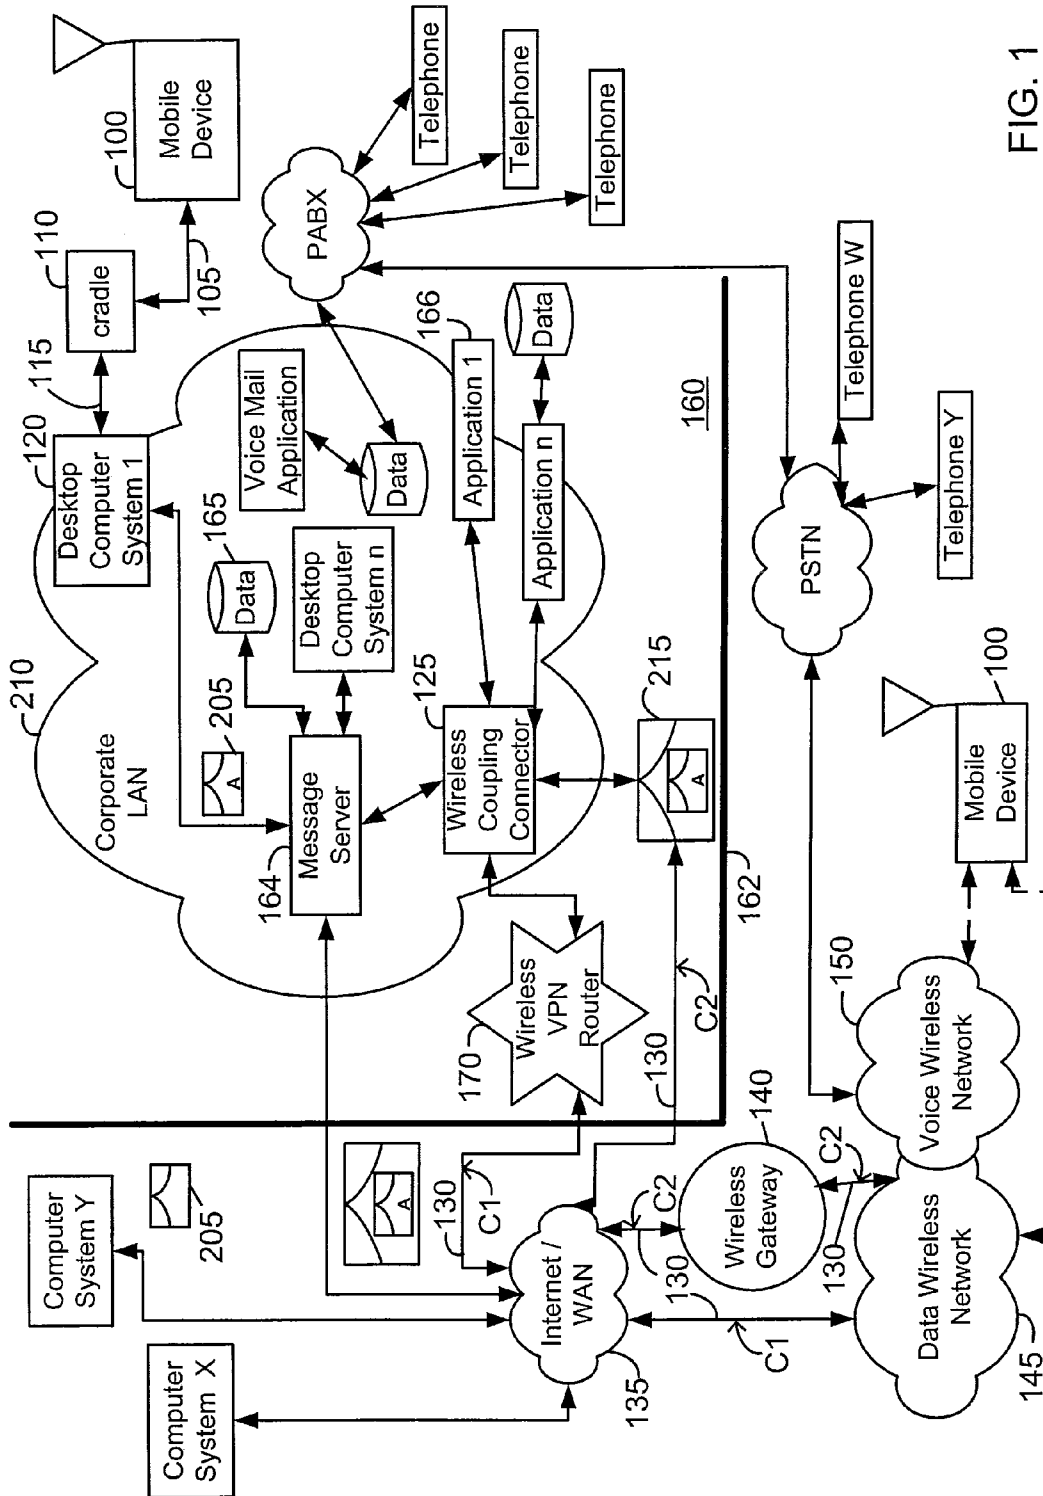 Computer
System X
Computer
System Y
205
Internet /
WAN
135
130
C1
A
130
C2
C1
130
Wireless
Gateway
140
130
C2
Data Wireless
Network
145
Voice Wireless
Network
150
Mobile
Device
100
170
Wireless
VPN
Router
130
C2
162
215
A
210
Corporate
LAN
A
205
164
Message
Server
Wireless
Coupling
Connector
125
Data
165
Desktop
Computer
System n
120
Desktop
Computer
System 1
115
cradle
110
105
100
Mobile
Device
Voice Mail
Application
Data
Application 1
166
Application n
Data
160
PABX
Telephone
Telephone
Telephone
PSTN
Telephone W
Telephone Y
FIG. 1